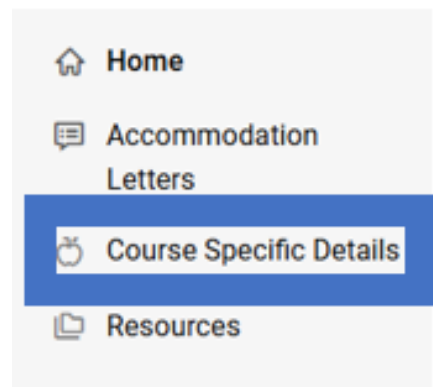 Home
Accommodation
Letters
Course Specific Details
Resources